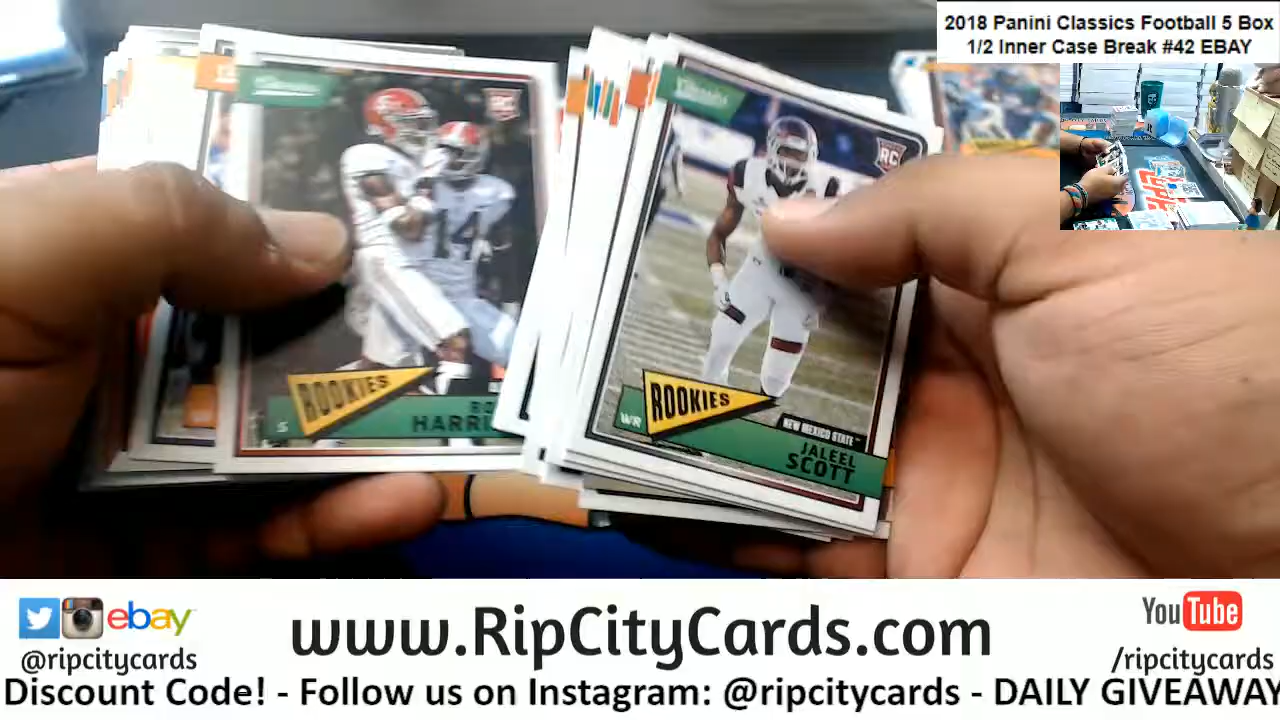 2018 Panini Classics Football 5 Box
1/2 Inner Case Break #42 EBAY
RC
ROOKIES
S
RC
ROOKIES
WR
NEW MEXICO STATE
JALEEL
SCOTT
ebay
@ripcitycards
www.RipCityCards.com
YouTube
/ripcitycards
Discount Code! - Follow us on Instagram: @ripcitycards - DAILY GIVEAWAY